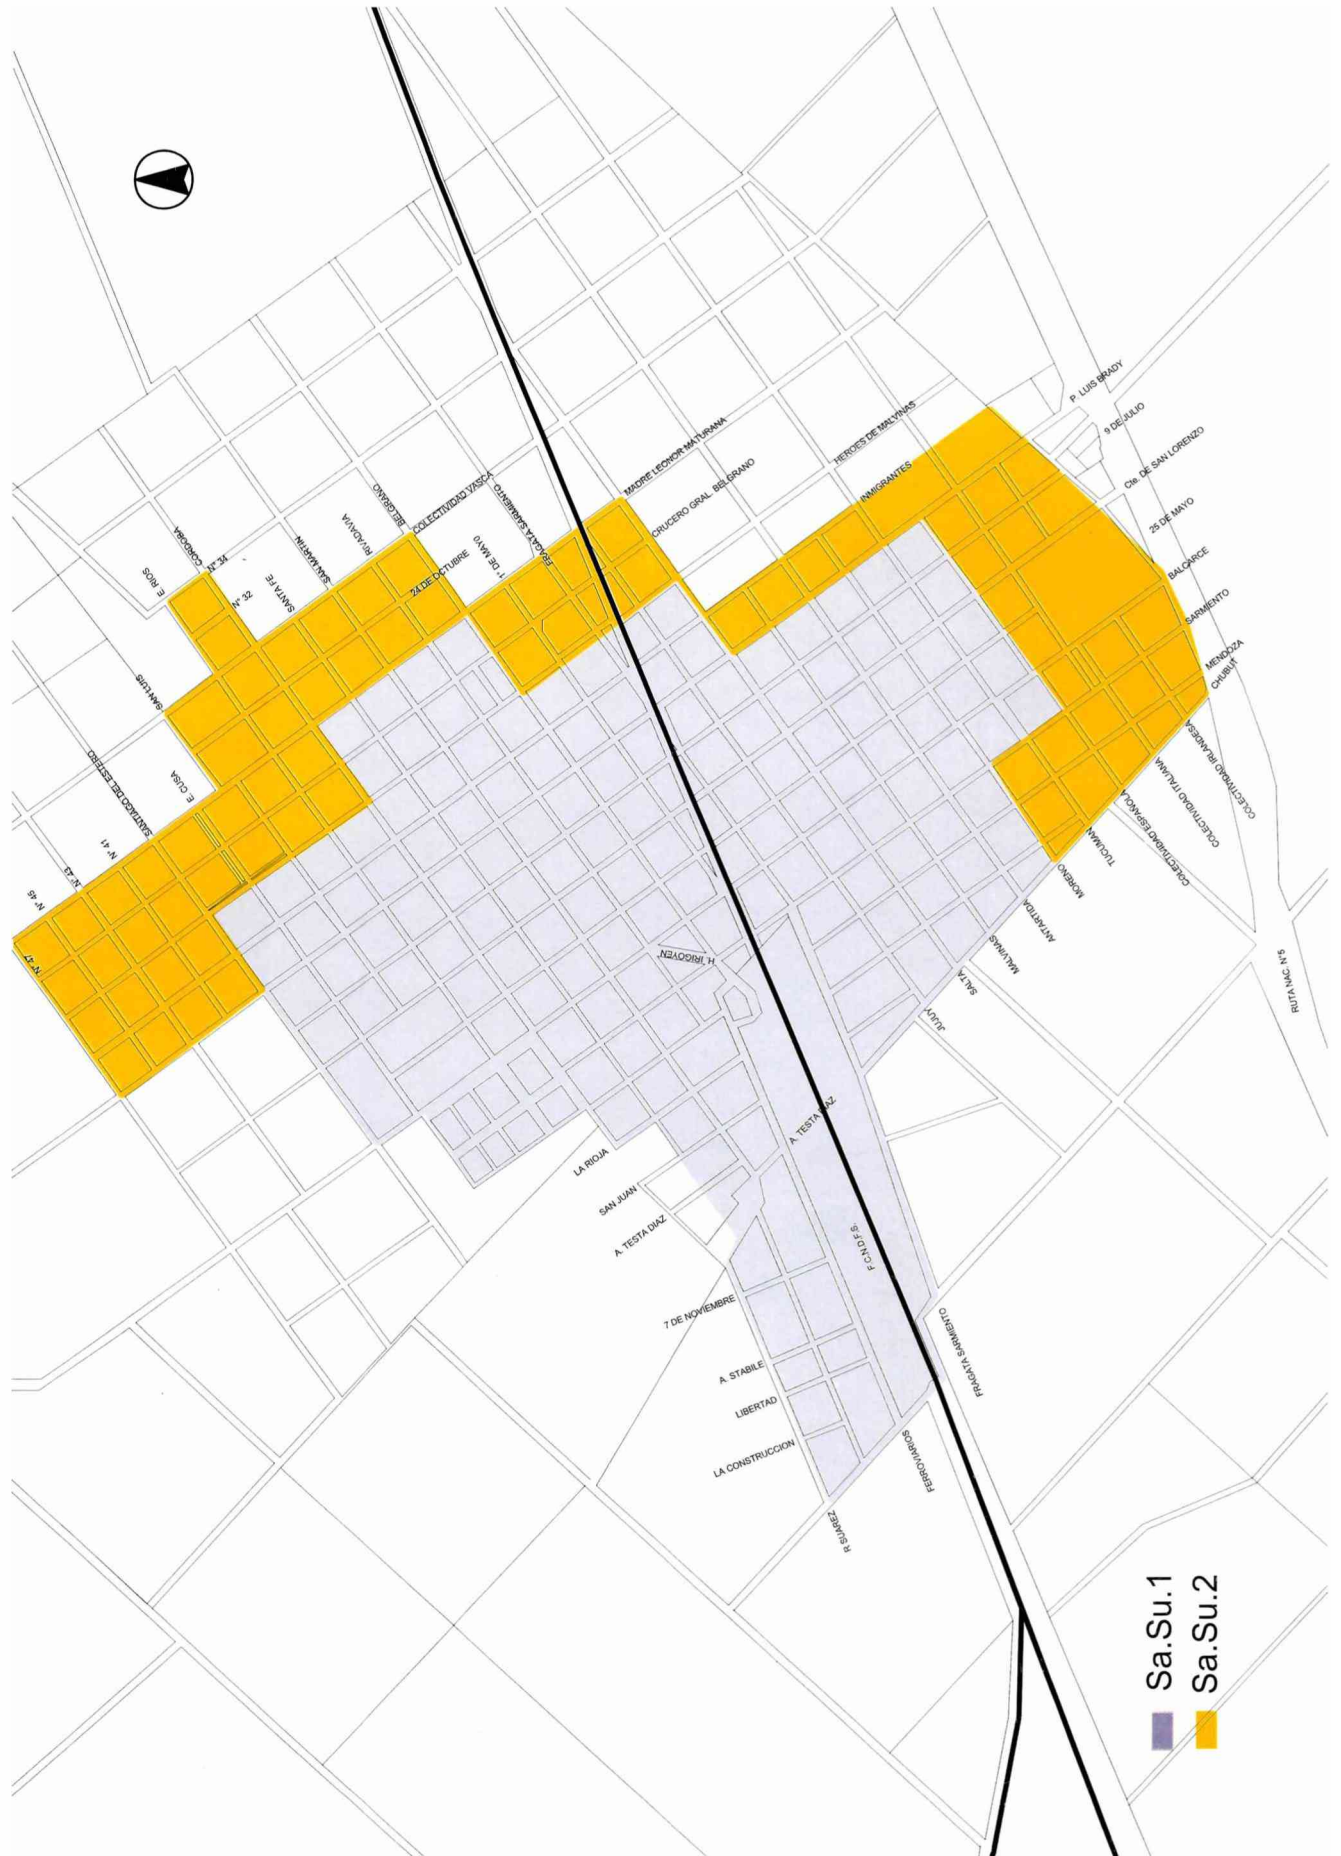 E. RIOS
CORDOBA
N° 34
N° 32
SANTA FE
SAN MARTIN
RIVADAVIA
BELGRANO
COLECTIVIDAD VASCA
24 DE OCTUBRE
1° DE MAYO
FRAGATA SARMIENTO
MADRE LEONOR MATURANA
CRUCERO GRAL. BELGRANO
HEROES DE MALVINAS
INMIGRANTES
P. LUIS BRADY
9 DE JULIO
Cte. DE SAN LORENZO
25 DE MAYO
BALCARCE
SARMIENTO
MENDOZA
CHUBUT
COLECTIVIDAD IRLANDESA
COLECTIVIDAD ITALIANA
COLECTIVIDAD ESPAÑOLA
TUCUMAN
MORENO
ANTARTIDA
MALVINAS
SALTA
JUJUY
RUTA NAC. N°5
SAN LUIS
E. CUSA
SANTIAGO DEL ESTERO
N° 41
N° 43
N° 45
N° 47
H. IRIGOYEN
A. TESTA DIAZ
LA RIOJA
SAN JUAN
A. TESTA DIAZ
F.C.N.D.F.S.
7 DE NOVIEMBRE
A. STABILE
LIBERTAD
LA CONSTRUCCION
FRAGATA SARMIENTO
FERROVIARIOS
R SUAREZ
Sa.Su.1
Sa.Su.2